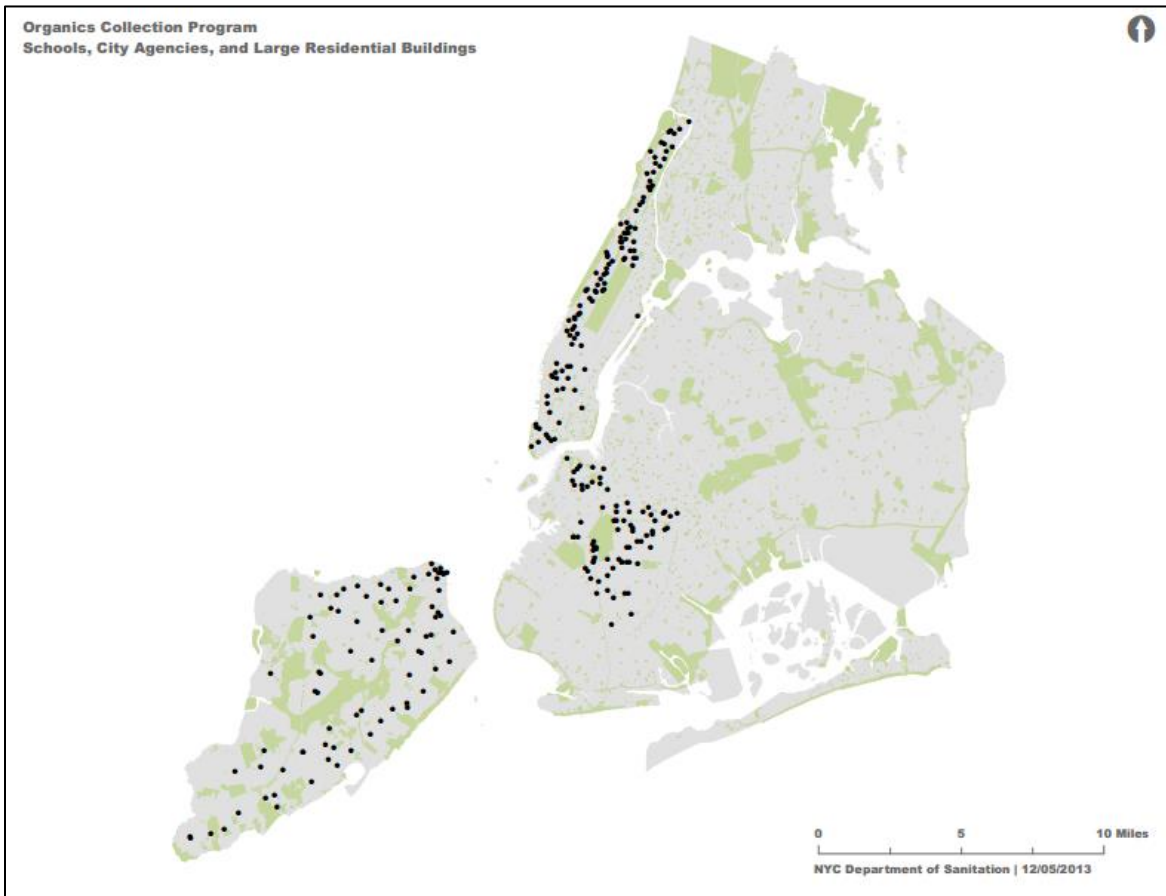 Organics Collection Program
Schools, City Agencies, and Large Residential Buildings
0 5 10 Miles
NYC Department of Sanitation | 12/05/2013